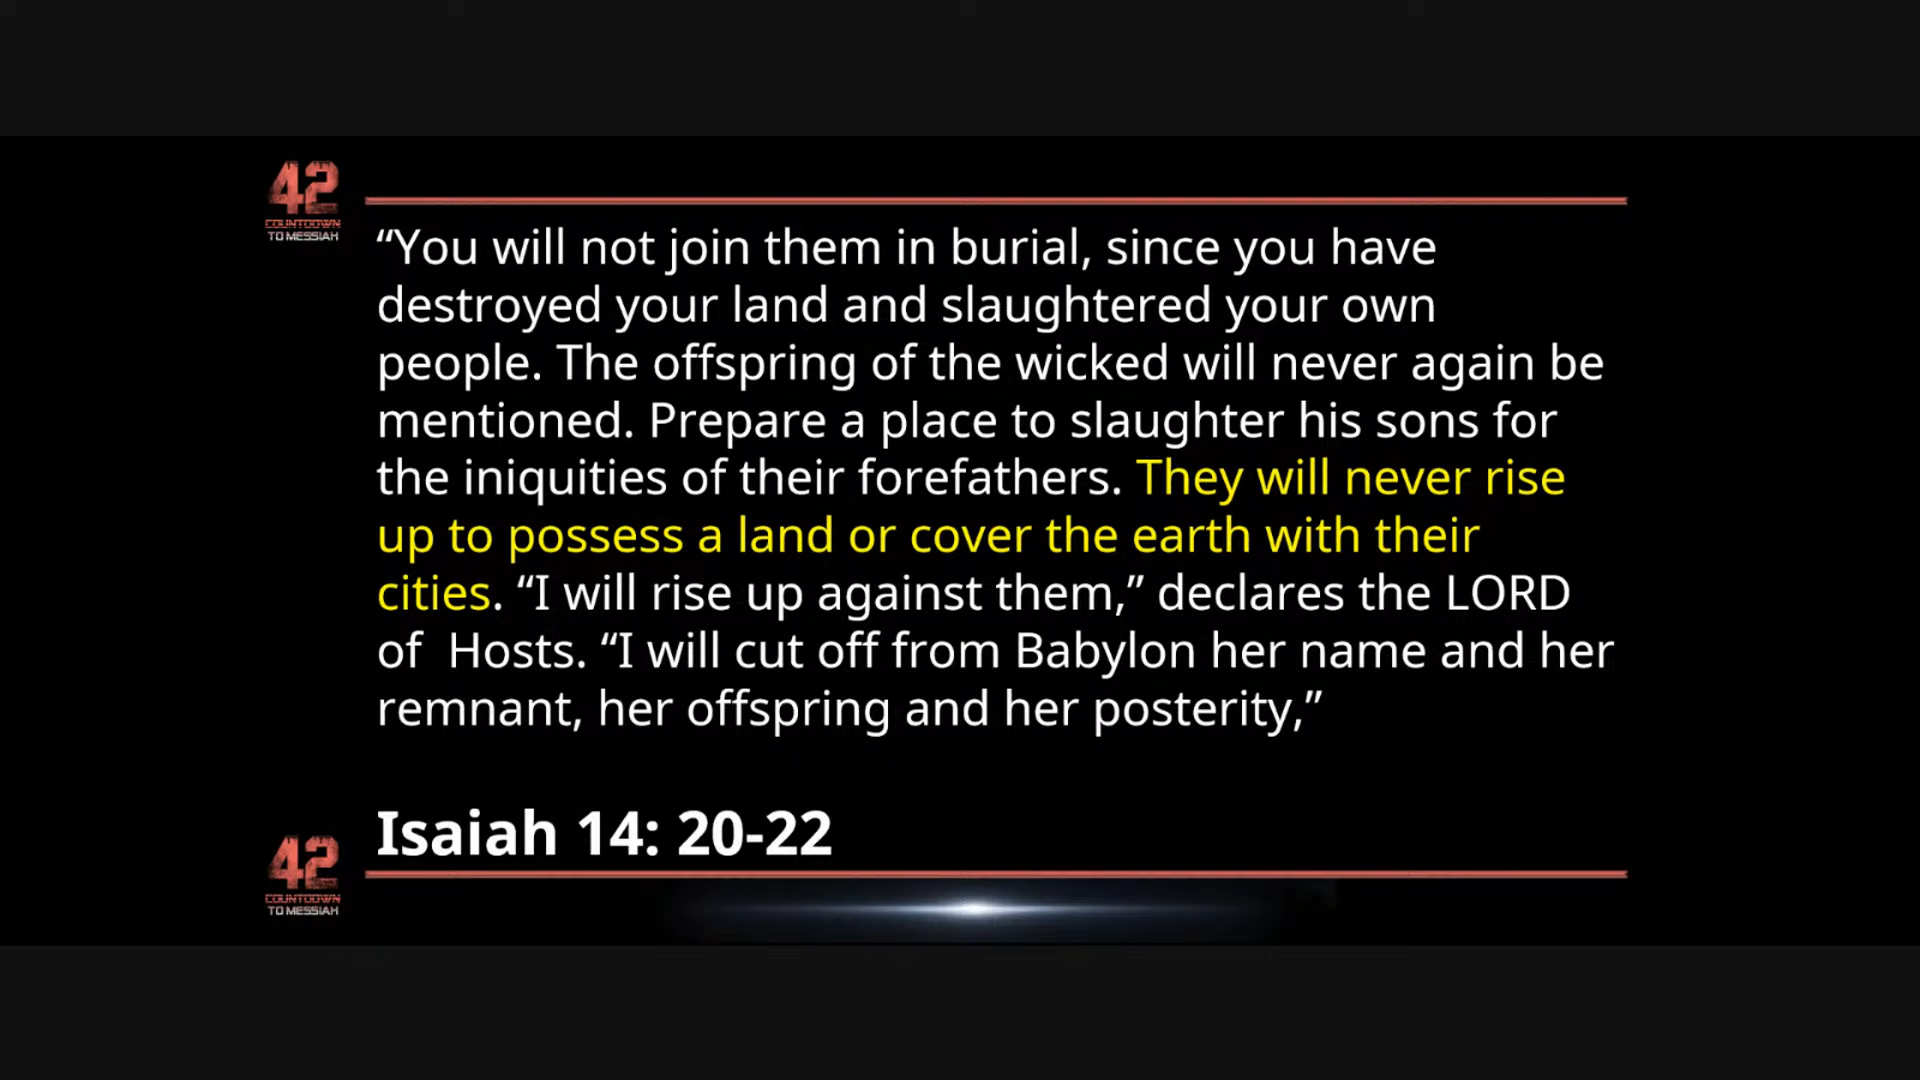 42
COUNTDOWN
TO MESSIAH
“You will not join them in burial, since you have
destroyed your land and slaughtered your own
people. The offspring of the wicked will never again be
mentioned. Prepare a place to slaughter his sons for
the iniquities of their forefathers. They will never rise
up to possess a land or cover the earth with their
cities. “I will rise up against them,” declares the LORD
of  Hosts. “I will cut off from Babylon her name and her
remnant, her offspring and her posterity,”
Isaiah 14: 20-22
42
COUNTDOWN
TO MESSIAH